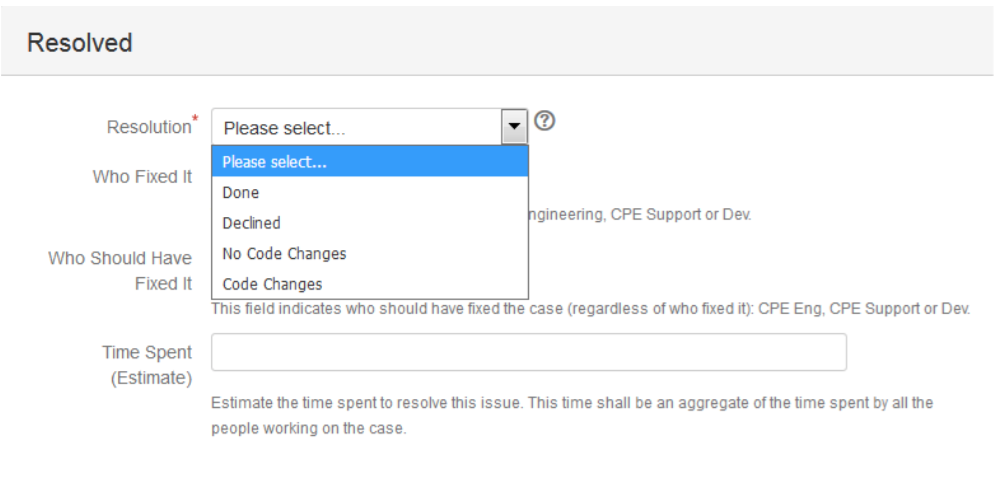 Resolved
Resolution*
Please select...
Please select...
Done
Declined
No Code Changes
Code Changes
Who Fixed It
ngineering, CPE Support or Dev.
Who Should Have
Fixed It
This field indicates who should have fixed the case (regardless of who fixed it): CPE Eng, CPE Support or Dev.
Time Spent
(Estimate)
Estimate the time spent to resolve this issue. This time shall be an aggregate of the time spent by all the
people working on the case.